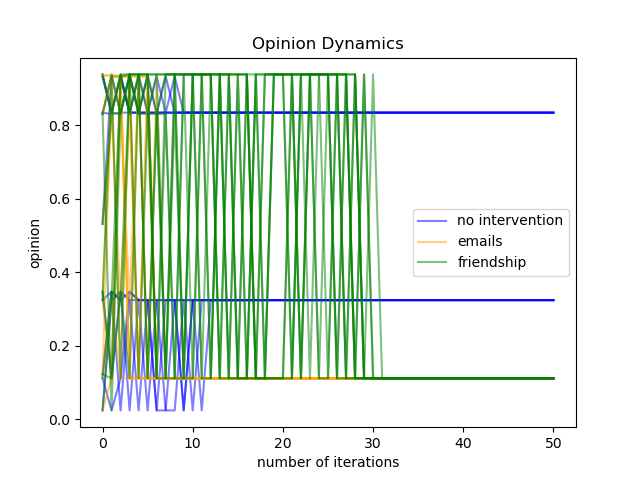 Opinion Dynamics
opinion
0.8
0.6
0.4
0.2
0.0
no intervention
emails
friendship
0 10 20 30 40 50
number of iterations